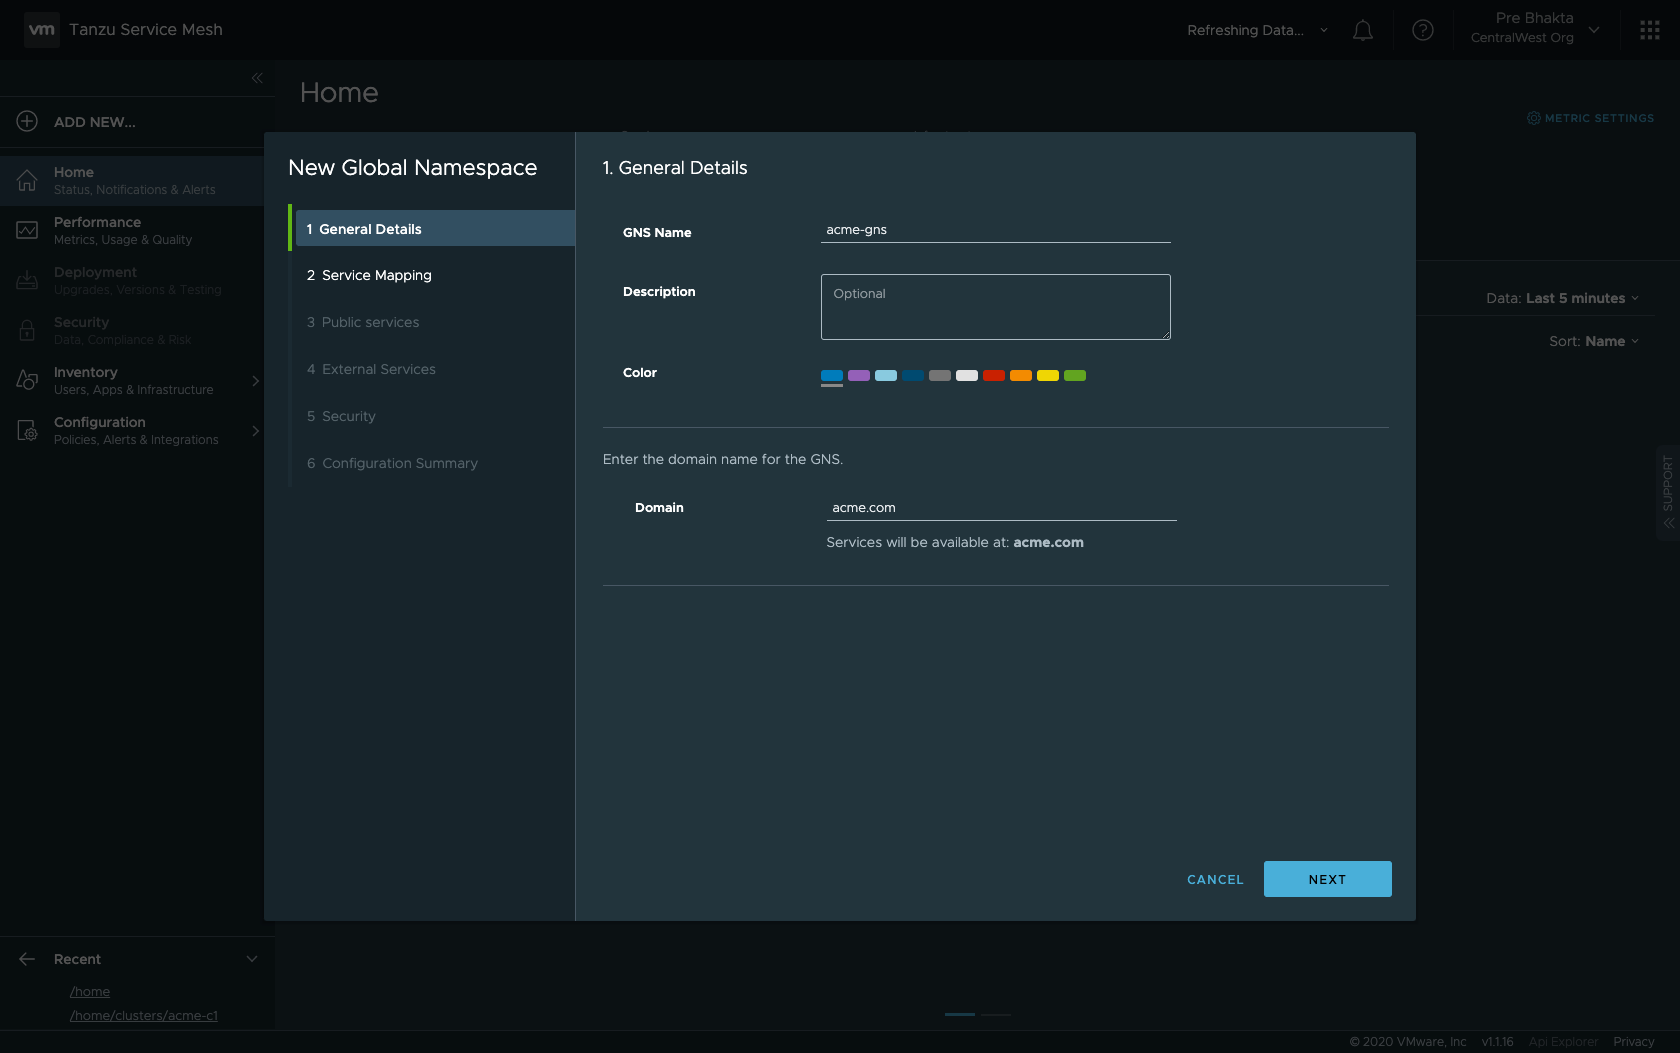 vm Tanzu Service Mesh
Refreshing Data...
Pre Bhakta
CentralWest Org
ADD NEW...
Home
Status, Notifications & Alerts
Performance
Metrics, Usage & Quality
Deployment
Upgrades, Versions & Testing
Security
Data, Compliance & Risk
Inventory
Users, Apps & Infrastructure
Configuration
Policies, Alerts & Integrations
Recent
/home
/home/clusters/acme-c1
Home
METRIC SETTINGS
Data: Last 5 minutes
Sort: Name
SUPPORT
New Global Namespace
1 General Details
2 Service Mapping
3 Public services
4 External Services
5 Security
6 Configuration Summary
1. General Details
GNS Name acme-gns
Description Optional
Color
Enter the domain name for the GNS.
Domain acme.com
Services will be available at: acme.com
CANCEL NEXT
© 2020 VMware, Inc v1.1.16 Api Explorer Privacy